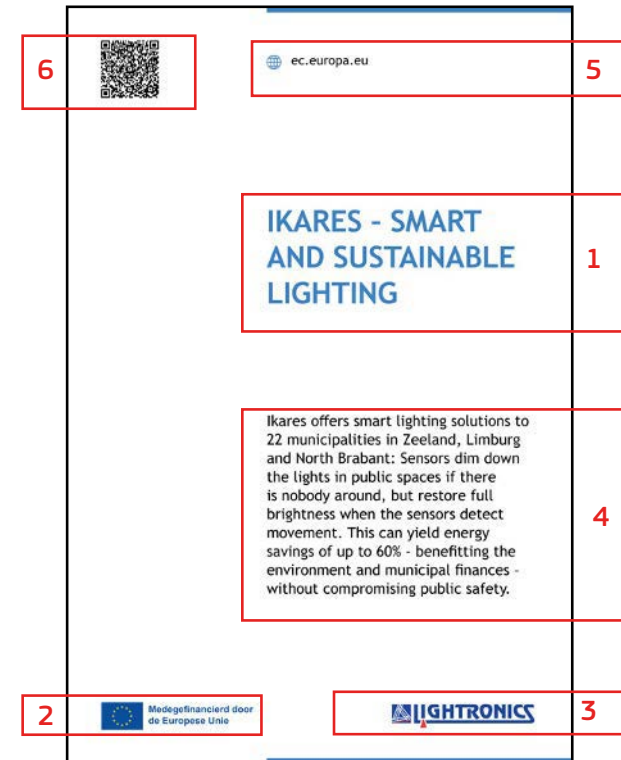 6
ec.europa.eu
5
IKARES - SMART
AND SUSTAINABLE
LIGHTING
1
Ikares offers smart lighting solutions to
22 municipalities in Zeeland, Limburg
and North Brabant: Sensors dim down
the lights in public spaces if there
is nobody around, but restore full
brightness when the sensors detect
movement. This can yield energy
savings of up to 60% - benefitting the
environment and municipal finances -
without compromising public safety.
4
2
Medegefinancierd door
de Europese Unie
LIGHTRONICS
3